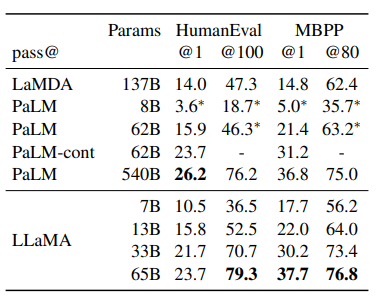 Params HumanEval MBPP
pass@ @1 @100 @1 @80
LaMDA 137B 14.0 47.3 14.8 62.4
PaLM 8B 3.6* 18.7* 5.0* 35.7*
PaLM 62B 15.9 46.3* 21.4 63.2*
PaLM-cont 62B 23.7 - 31.2 -
PaLM 540B 26.2 76.2 36.8 75.0
LLaMA
7B 10.5 36.5 17.7 56.2
13B 15.8 52.5 22.0 64.0
33B 21.7 70.7 30.2 73.4
65B 23.7 79.3 37.7 76.8